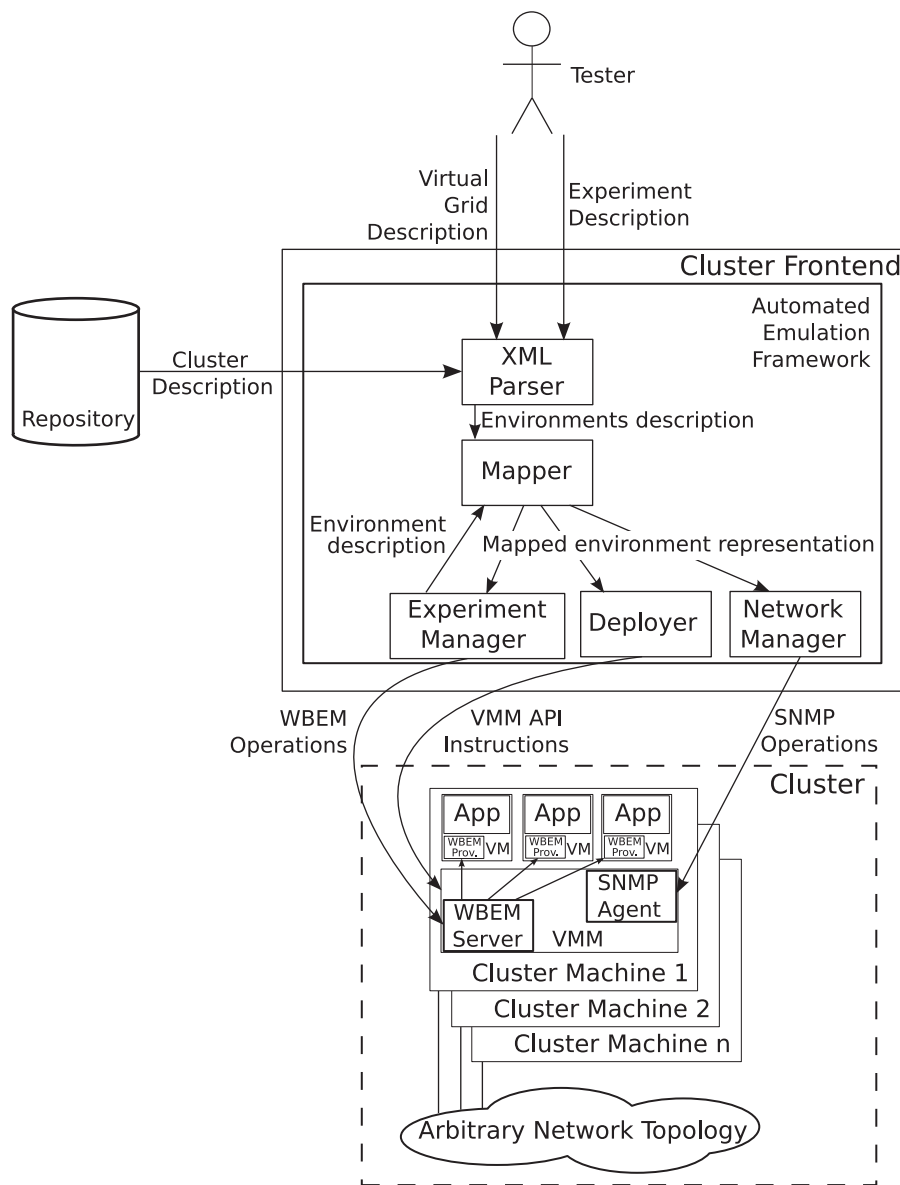 Tester
Virtual
Grid
Description
Experiment
Description
Cluster Frontend
Automated
Emulation
Framework
Repository
Cluster
Description
XML
Parser
Environments description
Mapper
Environment
description
Mapped environment representation
Experiment
Manager
Deployer
Network
Manager
WBEM
Operations
VMM API
Instructions
SNMP
Operations
Cluster
App
WBEM
Prov.
VM
App
WBEM
Prov.
VM
App
WBEM
Prov.
VM
WBEM
Server
VMM
SNMP
Agent
Cluster Machine 1
Cluster Machine 2
Cluster Machine n
Arbitrary Network Topology